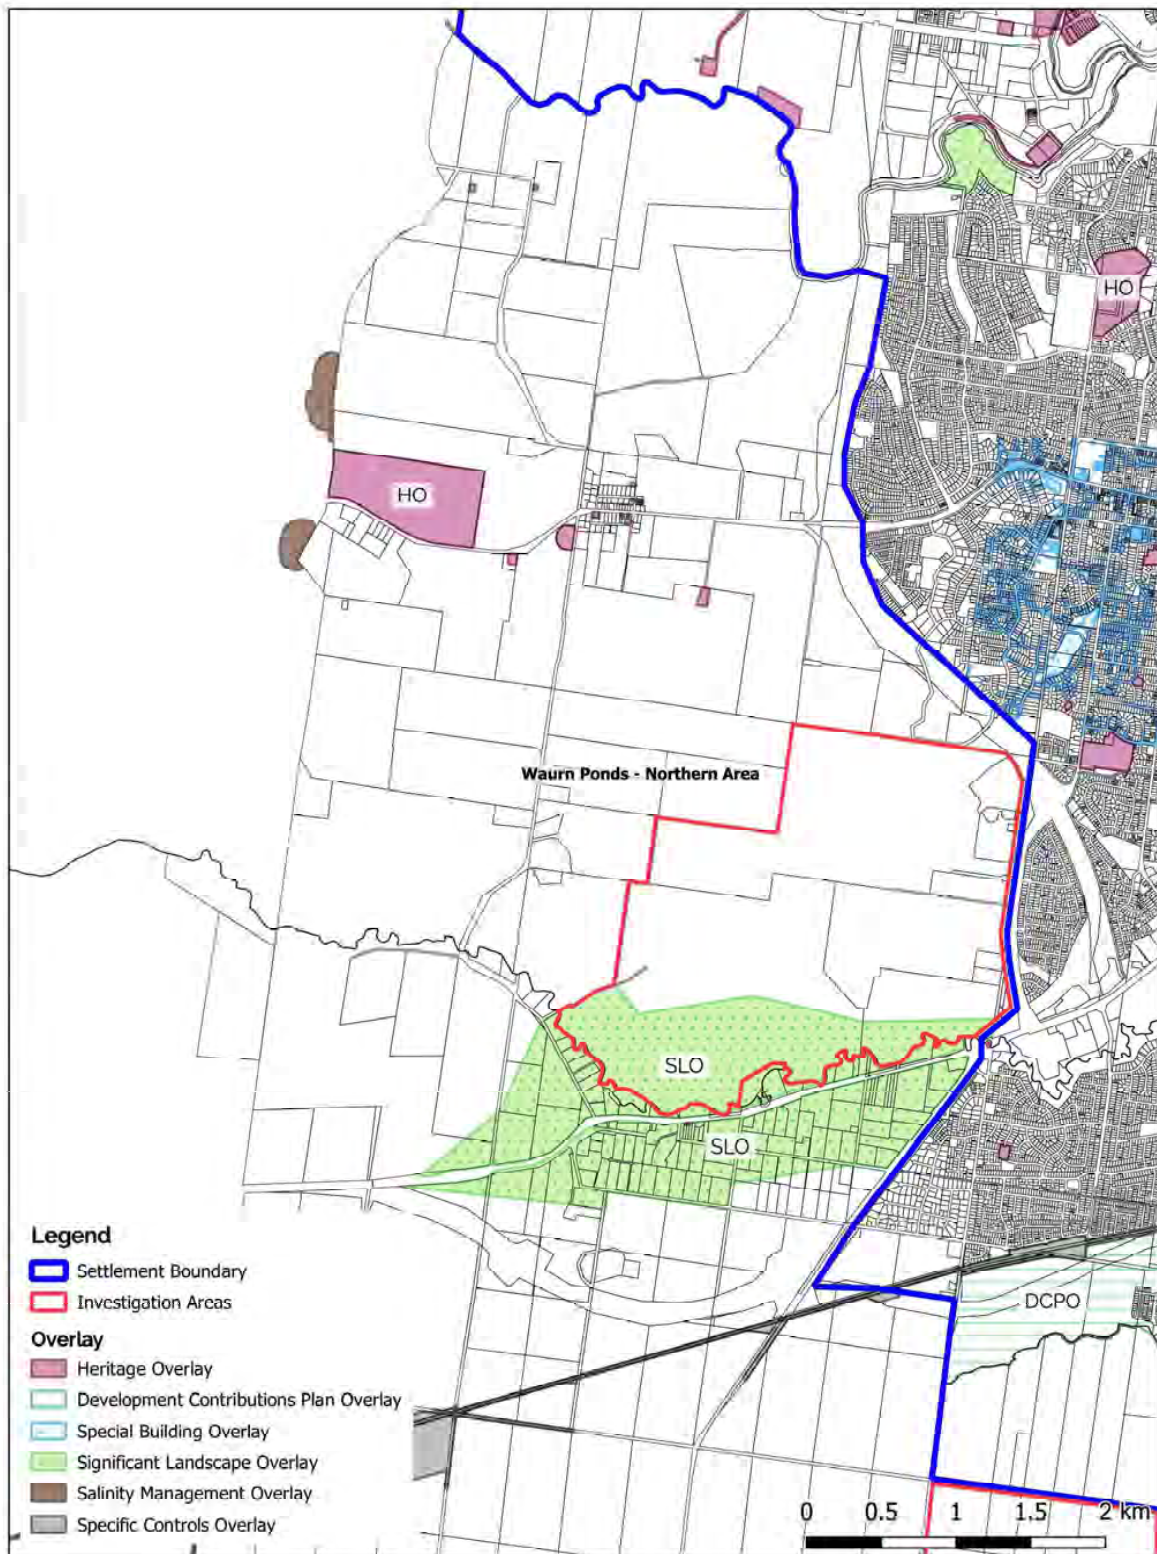 HO
HO
Waurn Ponds - Northern Area
SLO
SLO
DCPO
Legend
Settlement Boundary
Investigation Areas
Overlay
Heritage Overlay
Development Contributions Plan Overlay
Special Building Overlay
Significant Landscape Overlay
Salinity Management Overlay
Specific Controls Overlay
0 0.5 1 1.5 2 km